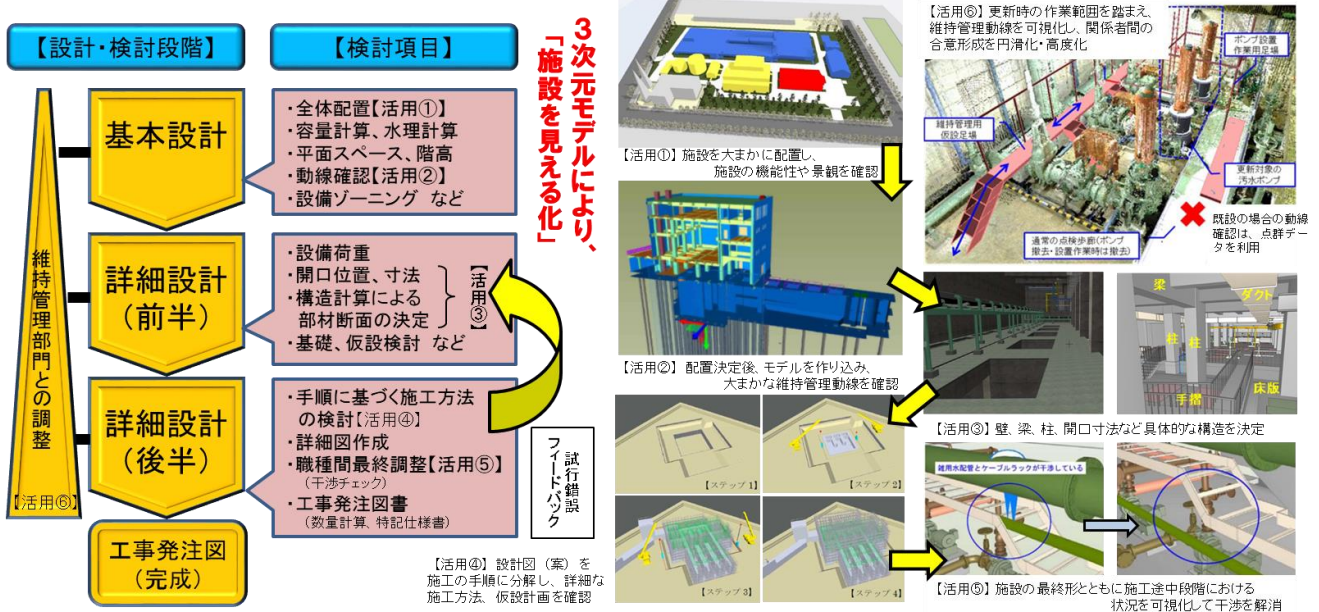 【設計・検討段階】
【検討項目】
維持管理部門との調整
【活用⑥】
基本設計
・全体配置【活用①】
・容量計算、水理計算
・平面スペース、階高
・動線確認【活用②】
・設備ゾーニング など
詳細設計
(前半)
・設備荷重
・開口位置、寸法
・構造計算による
部材断面の決定
・基礎、仮設検討 など
【活用③】
詳細設計
(後半)
・手順に基づく施工方法
の検討【活用④】
・詳細図作成
・職種間最終調整【活用⑤】
(干渉チェック)
・工事発注図書
(数量計算、特記仕様書)
工事発注図
(完成)
3次元モデルにより、
「施設を見える化」
試行錯誤
フィードバック
【活用④】設計図(案)を
施工の手順に分解し、詳細な
施工方法、仮設計画を確認
【活用①】施設を大まかに配置し、
施設の機能性や景観を確認
【活用②】配置決定後、モデルを作り込み、
大まかな維持管理動線を確認
【ステップ1】
【ステップ2】
【ステップ3】
【ステップ4】
【活用⑥】更新時の作業範囲を踏まえ、
維持管理動線を可視化し、関係者間の
合意形成を円滑化・高度化
ポンプ設置
作業用足場
維持管理用
仮設足場
更新対象の
汚水ポンプ
通常の点検歩廊(ポンプ
撤去・設置作業時は撤去)
既設の場合の動線
確認は、点群デー
タを利用
梁
ダクト
柱
柱
床版
手摺
【活用③】壁、梁、柱、開口寸法など具体的な構造を決定
雑用水配管とケーブルラックが干渉している
【活用⑤】施設の最終形とともに施工途中段階における
状況を可視化して干渉を解消